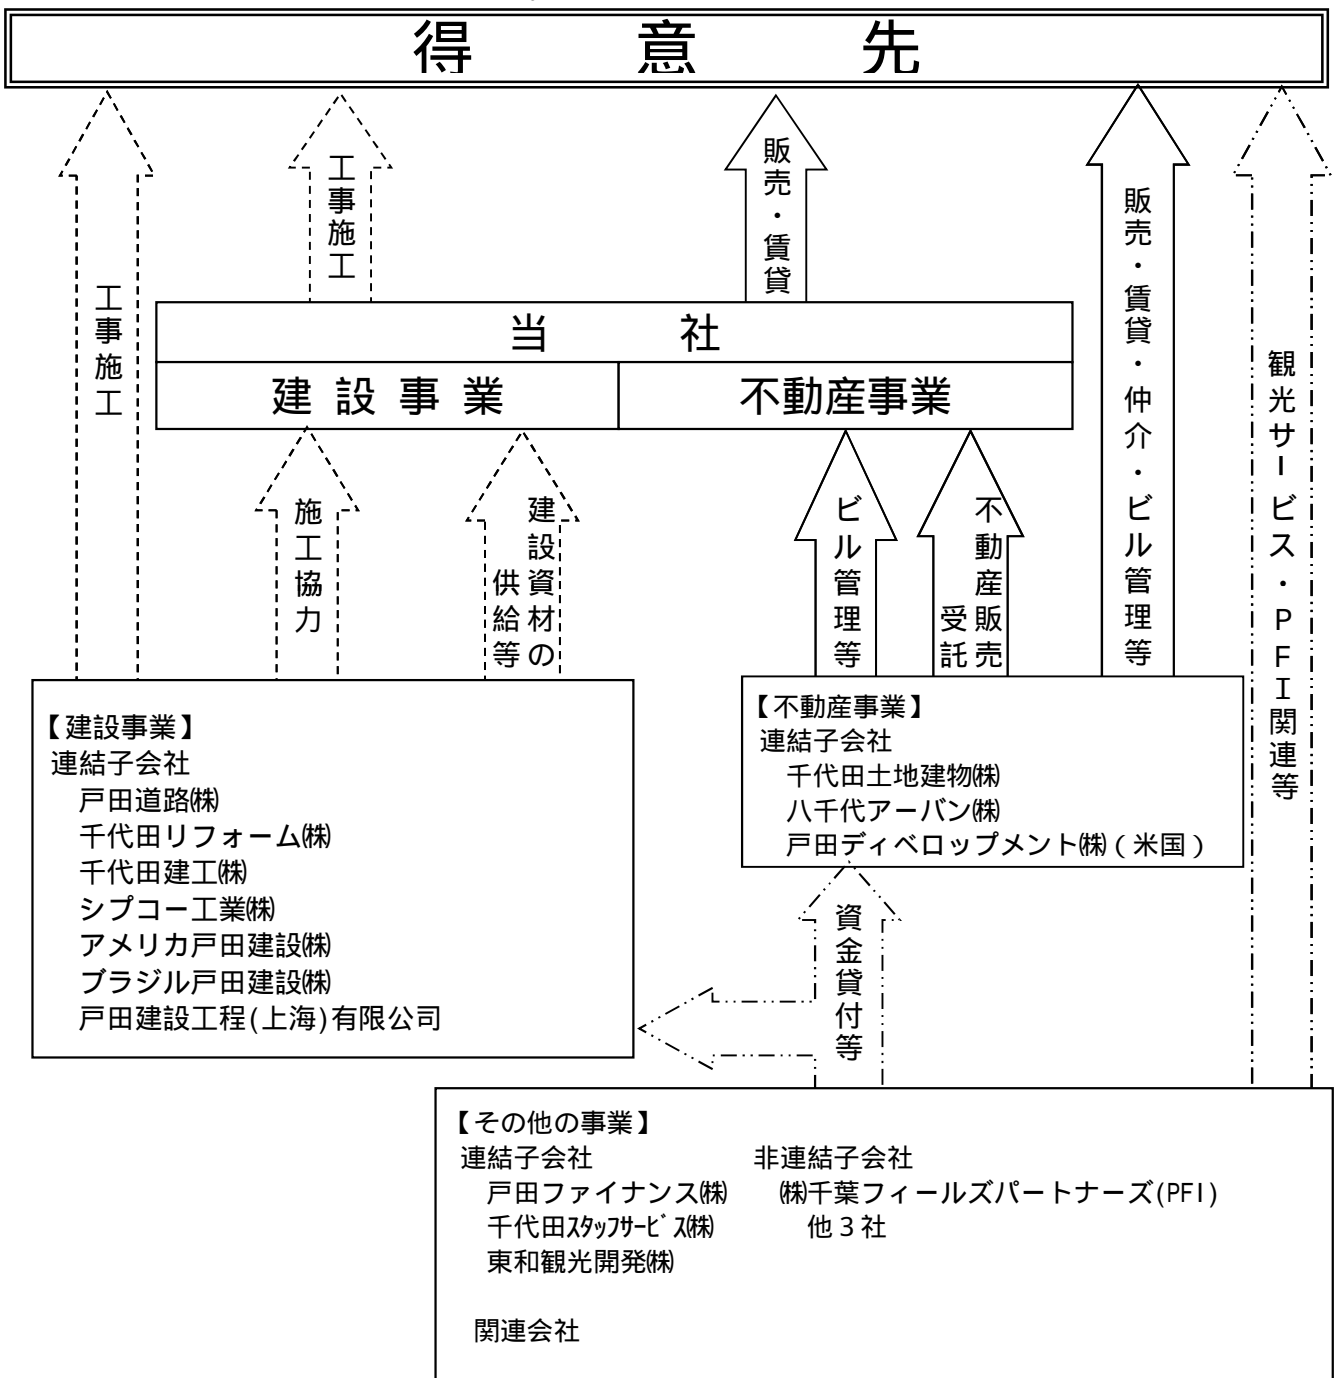 得意先
工事施工
工事施工
販売・賃貸
販売・賃貸・仲介・ビル管理等
観光サービス・PFI関連等
当社
建設事業
不動産事業
施工協力
建設資材の
供給等
ビル管理等
不動産販売
受託
【建設事業】
連結子会社
戸田道路㈱
千代田リフォーム㈱
千代田建工㈱
シプコー工業㈱
アメリカ戸田建設㈱
ブラジル戸田建設㈱
戸田建設工程(上海)有限公司
【不動産事業】
連結子会社
千代田土地建物㈱
八千代アーバン㈱
戸田ディベロップメント㈱(米国)
資金貸付等
【その他の事業】
連結子会社 非連結子会社
戸田ファイナンス㈱ ㈱千葉フィールズパートナーズ(PFI)
千代田ｽﾀｯﾌｻｰﾋﾞｽ㈱ 他３社
東和観光開発㈱
関連会社